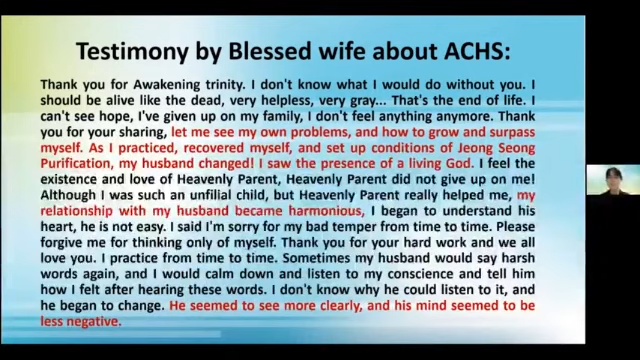 Testimony by Blessed wife about ACHS:
Thank you for Awakening trinity. I don't know what I would do without you. I
should be alive like the dead, very helpless, very gray... That's the end of life. I
can't see hope, I've given up on my family, I don't feel anything anymore. Thank
you for your sharing, let me see my own problems, and how to grow and surpass
myself. As I practiced, recovered myself, and set up conditions of Jeong Seong
Purification, my husband changed! I saw the presence of a living God. I feel the
existence and love of Heavenly Parent, Heavenly Parent did not give up on me!
Although I was such an unfilial child, but Heavenly Parent really helped me, my
relationship with my husband became harmonious, I began to understand his
heart, he is not easy. I said I'm sorry for my bad temper from time to time. Please
forgive me for thinking only of myself. Thank you for your hard work and we all
love you. I practice from time to time. Sometimes my husband would say harsh
words again, and I would calm down and listen to my conscience and tell him
how I felt after hearing these words. I don't know why he could listen to it, and
he began to change. He seemed to see more clearly, and his mind seemed to be
less negative.